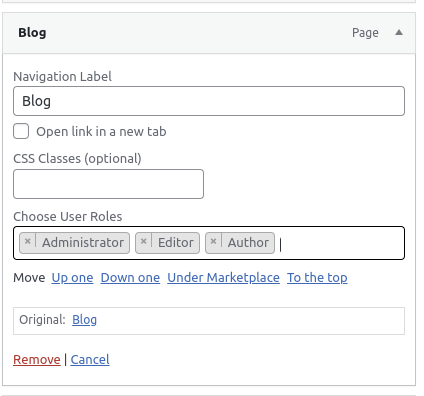 Blog Page
Navigation Label
Blog
Open link in a new tab
CSS Classes (optional)
Choose User Roles
× Administrator × Editor × Author
Move Up one Down one Under Marketplace To the top
Original: Blog
Remove | Cancel